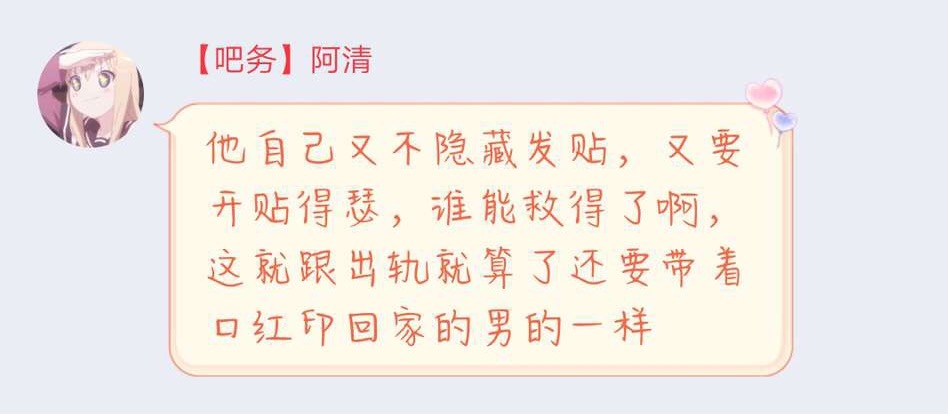 【吧务】阿清
他自己又不隐藏发贴，又要
开贴得瑟，谁能救得了啊，
这就跟出轨就算了还要带着
口红印回家的男的一样